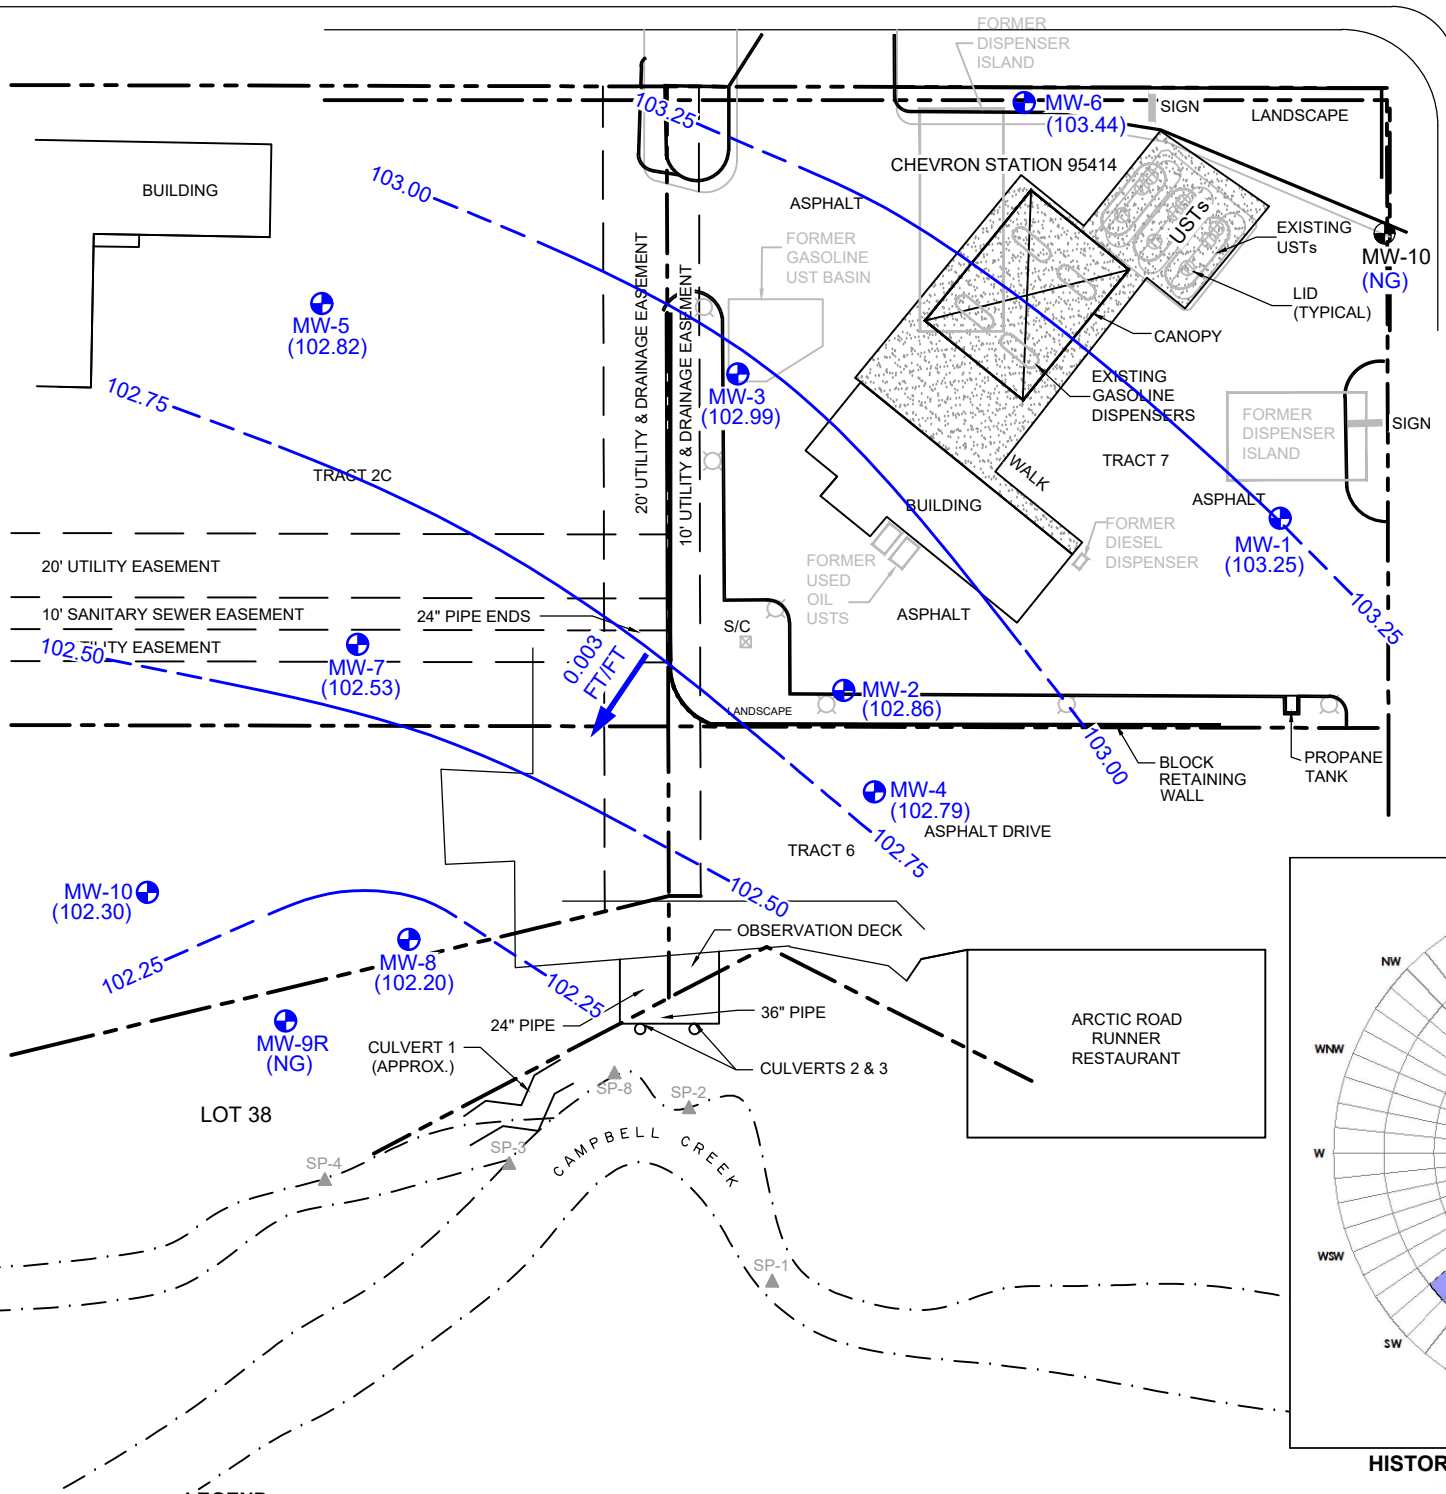 FORMER
DISPENSER
ISLAND
103.25
MW-6
(103.44)
SIGN
LANDSCAPE
CHEVRON STATION 95414
BUILDING
103.00
ASPHALT
USTs
EXISTING
USTs
MW-10
(NG)
FORMER
GASOLINE
UST BASIN
LID
(TYPICAL)
20' UTILITY & DRAINAGE EASEMENT
10' UTILITY & DRAINAGE EASEMENT
MW-5
(102.82)
CANOPY
102.75
MW-3
(102.99)
EXISTING
GASOLINE
DISPENSERS
FORMER
DISPENSER
ISLAND
SIGN
TRACT 2C
WALK
TRACT 7
ASPHALT
BUILDING
MW-1
(103.25)
FORMER
DIESEL
DISPENSER
20' UTILITY EASEMENT
FORMER
USED
OIL
USTS
103.25
10' SANITARY SEWER EASEMENT
24" PIPE ENDS
ASPHALT
S/C
102.50
UTILITY EASEMENT
MW-7
(102.53)
0.003
FT/FT
MW-2
(102.86)
LANDSCAPE
103.00
BLOCK
RETAINING
WALL
PROPANE
TANK
MW-4
(102.79)
ASPHALT DRIVE
TRACT 6
102.75
MW-10
(102.30)
102.50
OBSERVATION DECK
102.25
MW-8
(102.20)
102.25
NW
24" PIPE
36" PIPE
MW-9R
(NG)
CULVERT 1
(APPROX.)
ARCTIC ROAD
RUNNER
RESTAURANT
WNW
CULVERTS 2 & 3
SP-8
SP-2
LOT 38
CAMPBELL CREEK
SP-3
SP-4
W
SP-1
WSW
SW
HISTOR
LEGEND